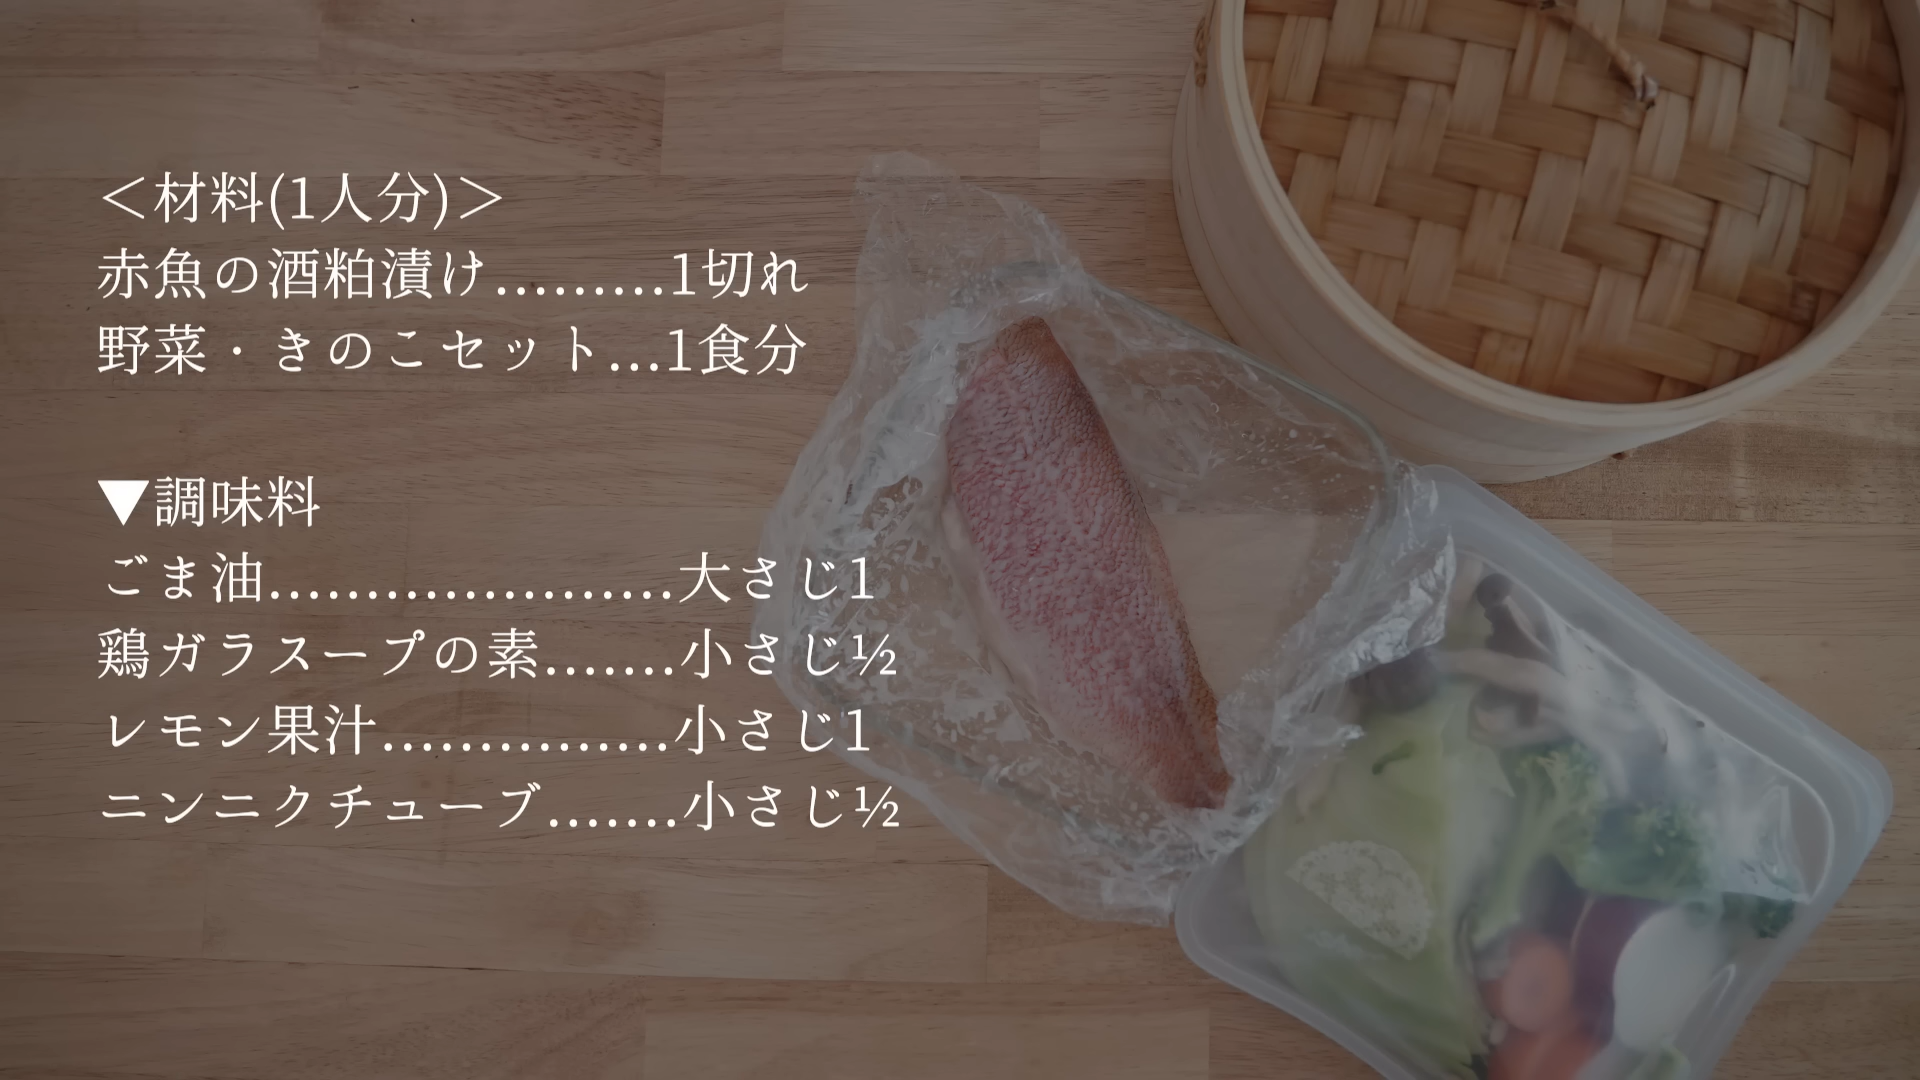 ＜材料(1人分)＞
赤魚の酒粕漬け.........1切れ
野菜・きのこセット...1食分
▼調味料
ごま油.....................大さじ1
鶏ガラスープの素.......小さじ½
レモン果汁...............小さじ1
ニンニクチューブ.......小さじ½